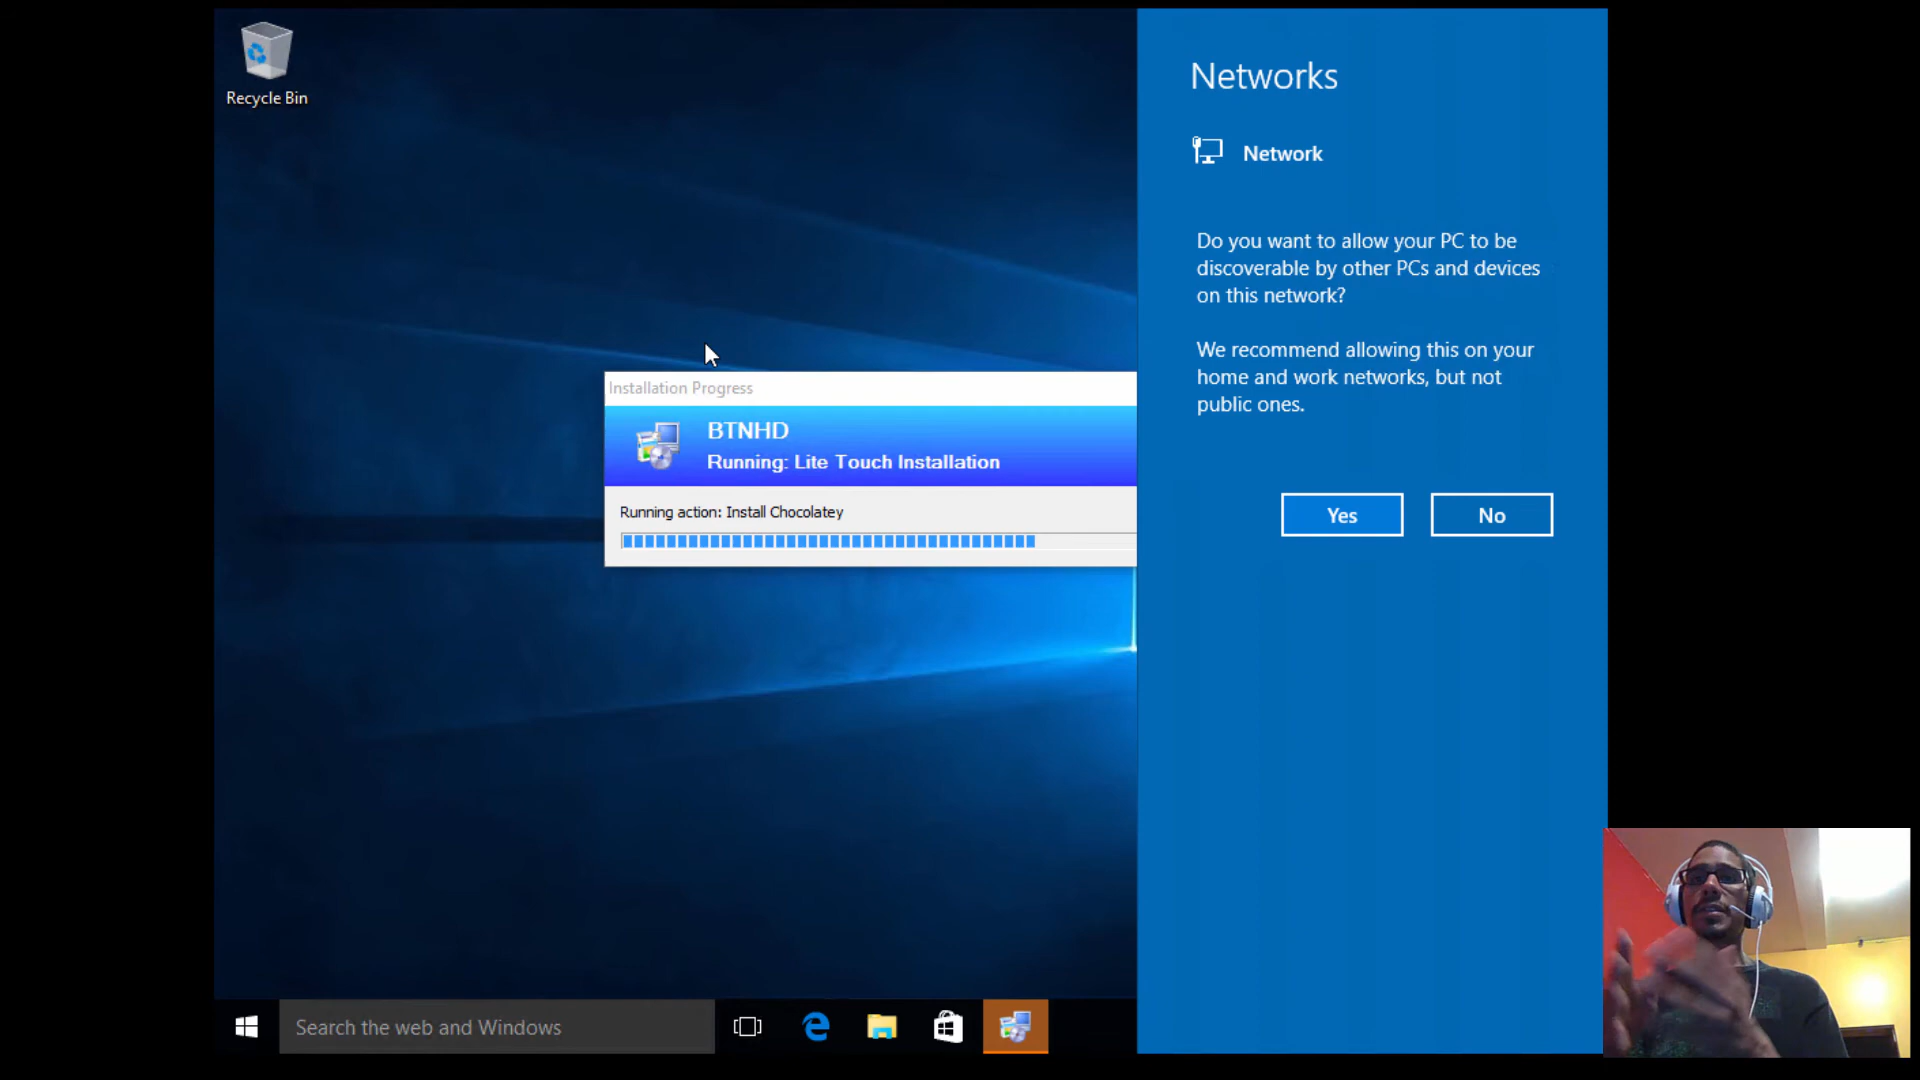 Recycle Bin
Networks
Network
Do you want to allow your PC to be
discoverable by other PCs and devices
on this network?
We recommend allowing this on your
home and work networks, but not
public ones.
Yes
No
Installation Progress
BTNHD
Running: Lite Touch Installation
Running action: Install Chocolatey
Search the web and Windows